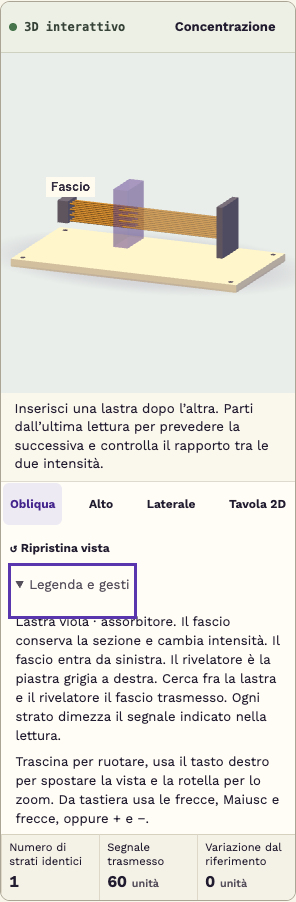 3D interattivo
Concentrazione
Fascio
Inserisci una lastra dopo l’altra. Parti
dall’ultima lettura per prevedere la
successiva e controlla il rapporto tra le
due intensità.
Obliqua
Alto
Laterale
Tavola 2D
↺ Ripristina vista
▼ Legenda e gesti
Lastra viola · assorbitore. Il fascio
conserva la sezione e cambia intensità. Il
fascio entra da sinistra. Il rivelatore è la
piastra grigia a destra. Cerca fra la lastra
e il rivelatore il fascio trasmesso. Ogni
strato dimezza il segnale indicato nella
lettura.
Trascina per ruotare, usa il tasto destro
per spostare la vista e la rotella per lo
zoom. Da tastiera usa le frecce, Maiusc e
frecce, oppure + e −.
Numero di
strati identici
1
Segnale
trasmesso
60 unità
Variazione dal
riferimento
0 unità